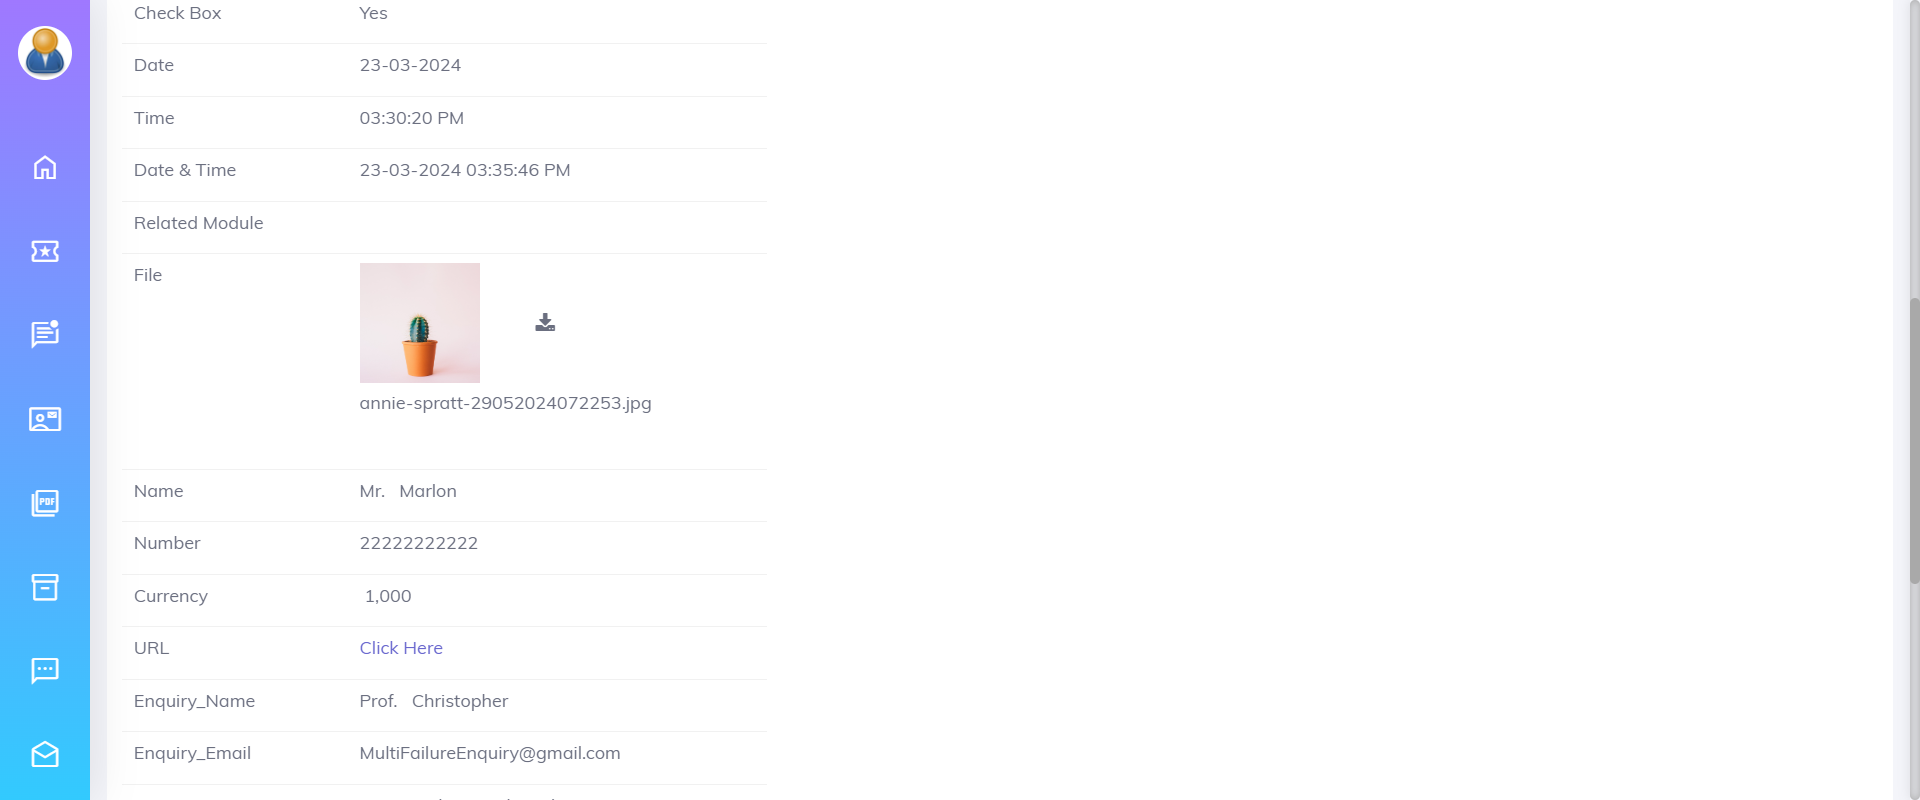 Check Box Yes
Date 23-03-2024
Time 03:30:20 PM
Date & Time 23-03-2024 03:35:46 PM
Related Module
File
annie-spratt-29052024072253.jpg
Name Mr. Marlon
Number 22222222222
Currency 1,000
URL Click Here
Enquiry_Name Prof. Christopher
Enquiry_Email MultiFailureEnquiry@gmail.com
PDF